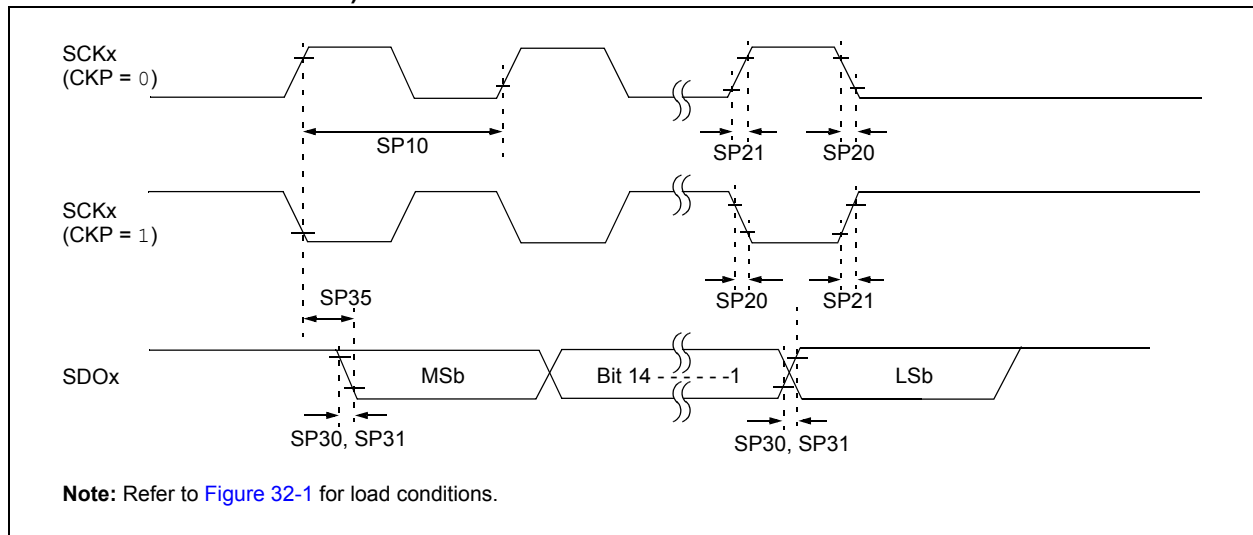 SCKx
(CKP = 0)
SP10
SP21
SP20
SCKx
(CKP = 1)
SP35
SP20
SP21
SDOx
MSb
Bit 14 - - - - - -1
LSb
SP30, SP31
SP30, SP31
Note: Refer to Figure 32-1 for load conditions.